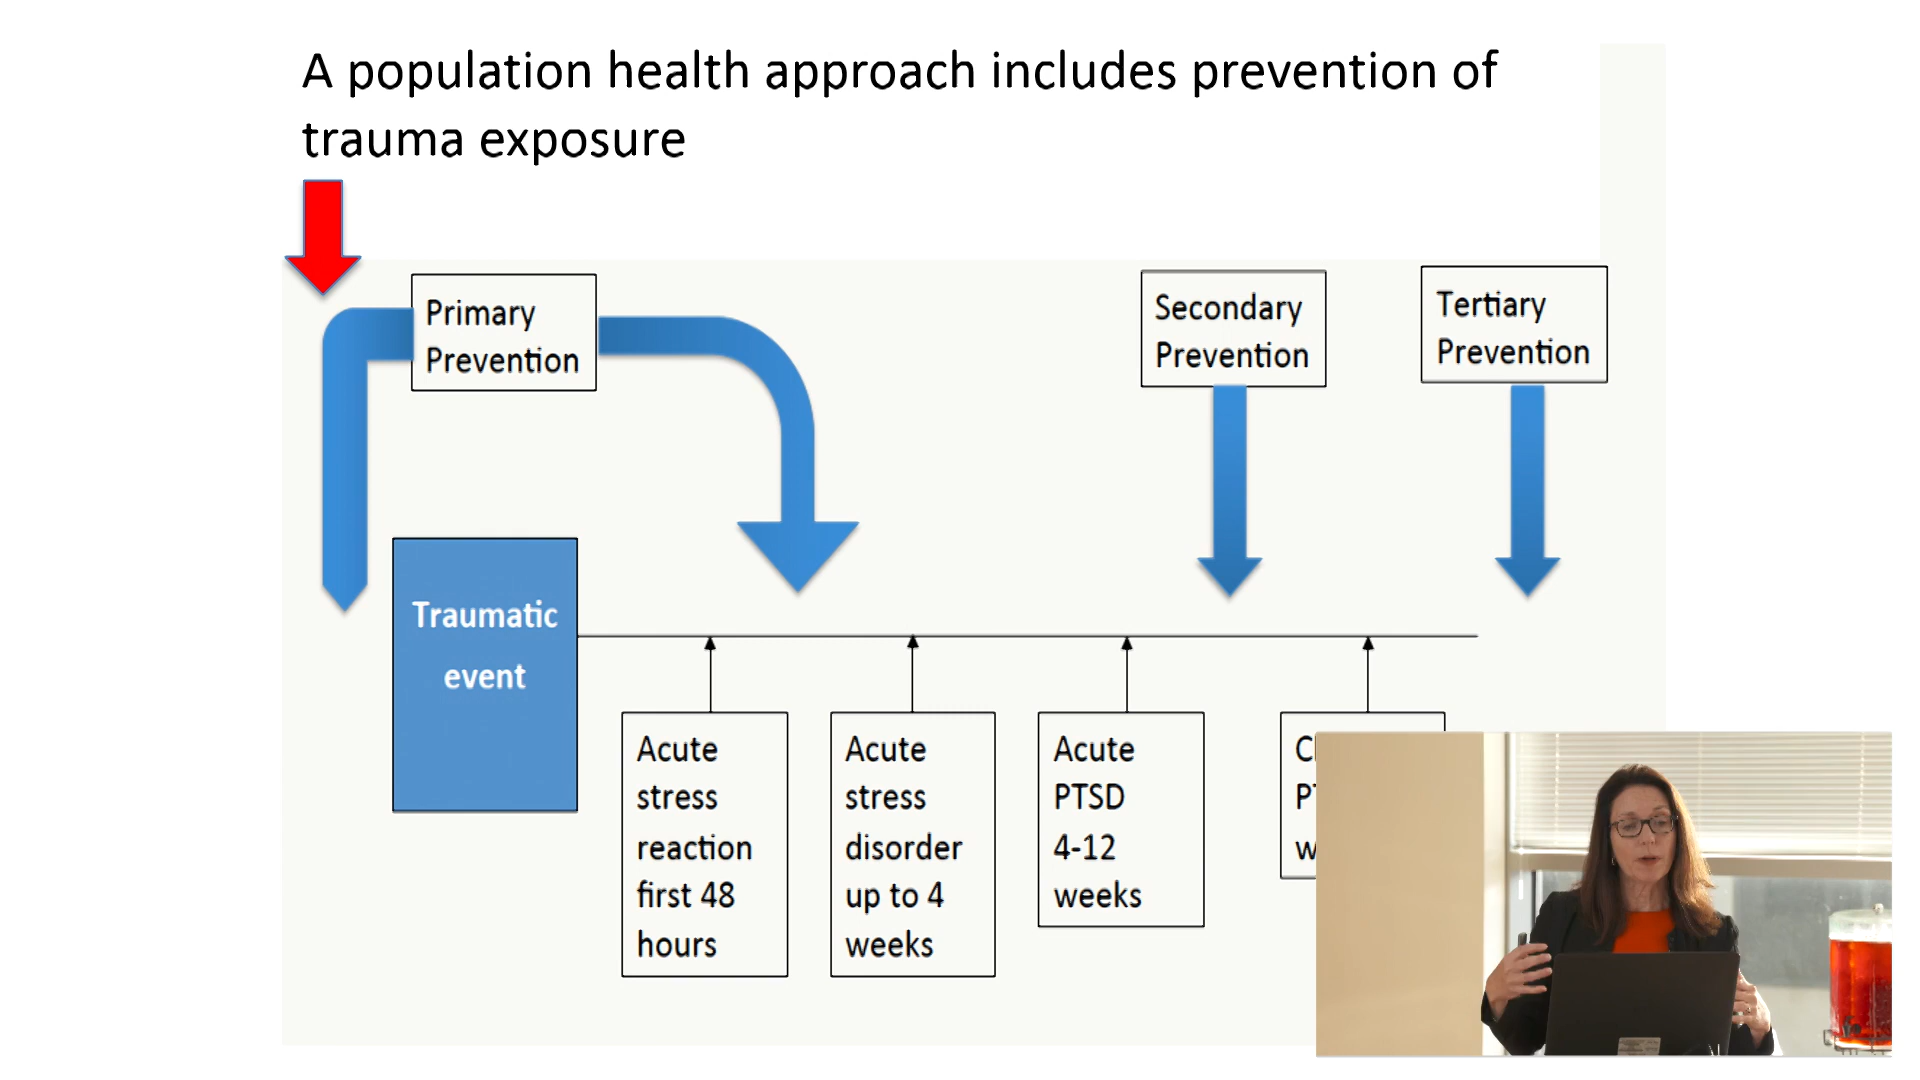 A population health approach includes prevention of
trauma exposure
Primary
Prevention
Secondary
Prevention
Tertiary
Prevention
Traumatic
event
Acute
stress
reaction
first 48
hours
Acute
stress
disorder
up to 4
weeks
Acute
PTSD
4-12
weeks